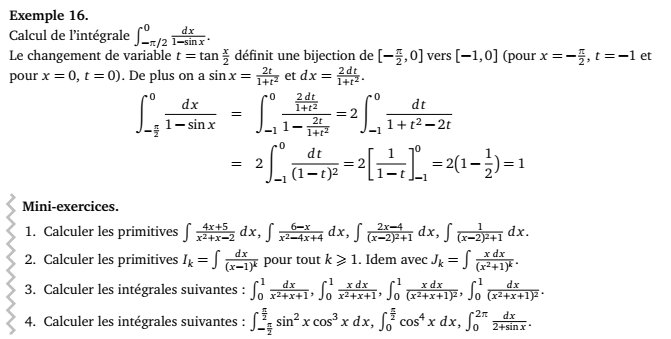 Exemple 16.
Calcul de l'intégrale ∫_{−π/2}^{0} dx/(1−sin x).
Le changement de variable t = tan x/2 définit une bijection de [−π/2, 0] vers [−1, 0] (pour x = −π/2, t = −1 et
pour x = 0, t = 0). De plus on a sin x = 2t/(1+t²) et dx = 2 dt/(1+t²).
∫_{−π/2}^{0} dx/(1 − sin x) = ∫_{−1}^{0} (2 dt/(1+t²))/(1 − 2t/(1+t²)) = 2 ∫_{−1}^{0} dt/(1 + t² − 2t)
= 2 ∫_{−1}^{0} dt/(1 − t)² = 2 [1/(1 − t)]_{−1}^{0} = 2(1 − 1/2) = 1
Mini-exercices.
1. Calculer les primitives ∫ (4x+5)/(x²+x−2) dx, ∫ (6−x)/(x²−4x+4) dx, ∫ (2x−4)/((x−2)²+1) dx, ∫ 1/((x−2)²+1) dx.
2. Calculer les primitives I_k = ∫ dx/(x−1)^k pour tout k ⩾ 1. Idem avec J_k = ∫ x dx/(x²+1)^k.
3. Calculer les intégrales suivantes : ∫_0^1 dx/(x²+x+1), ∫_0^1 x dx/(x²+x+1), ∫_0^1 x dx/(x²+x+1)², ∫_0^1 dx/(x²+x+1)².
4. Calculer les intégrales suivantes : ∫_{−π/2}^{π/2} sin² x cos³ x dx, ∫_0^{π/2} cos⁴ x dx, ∫_0^{2π} dx/(2+sin x).